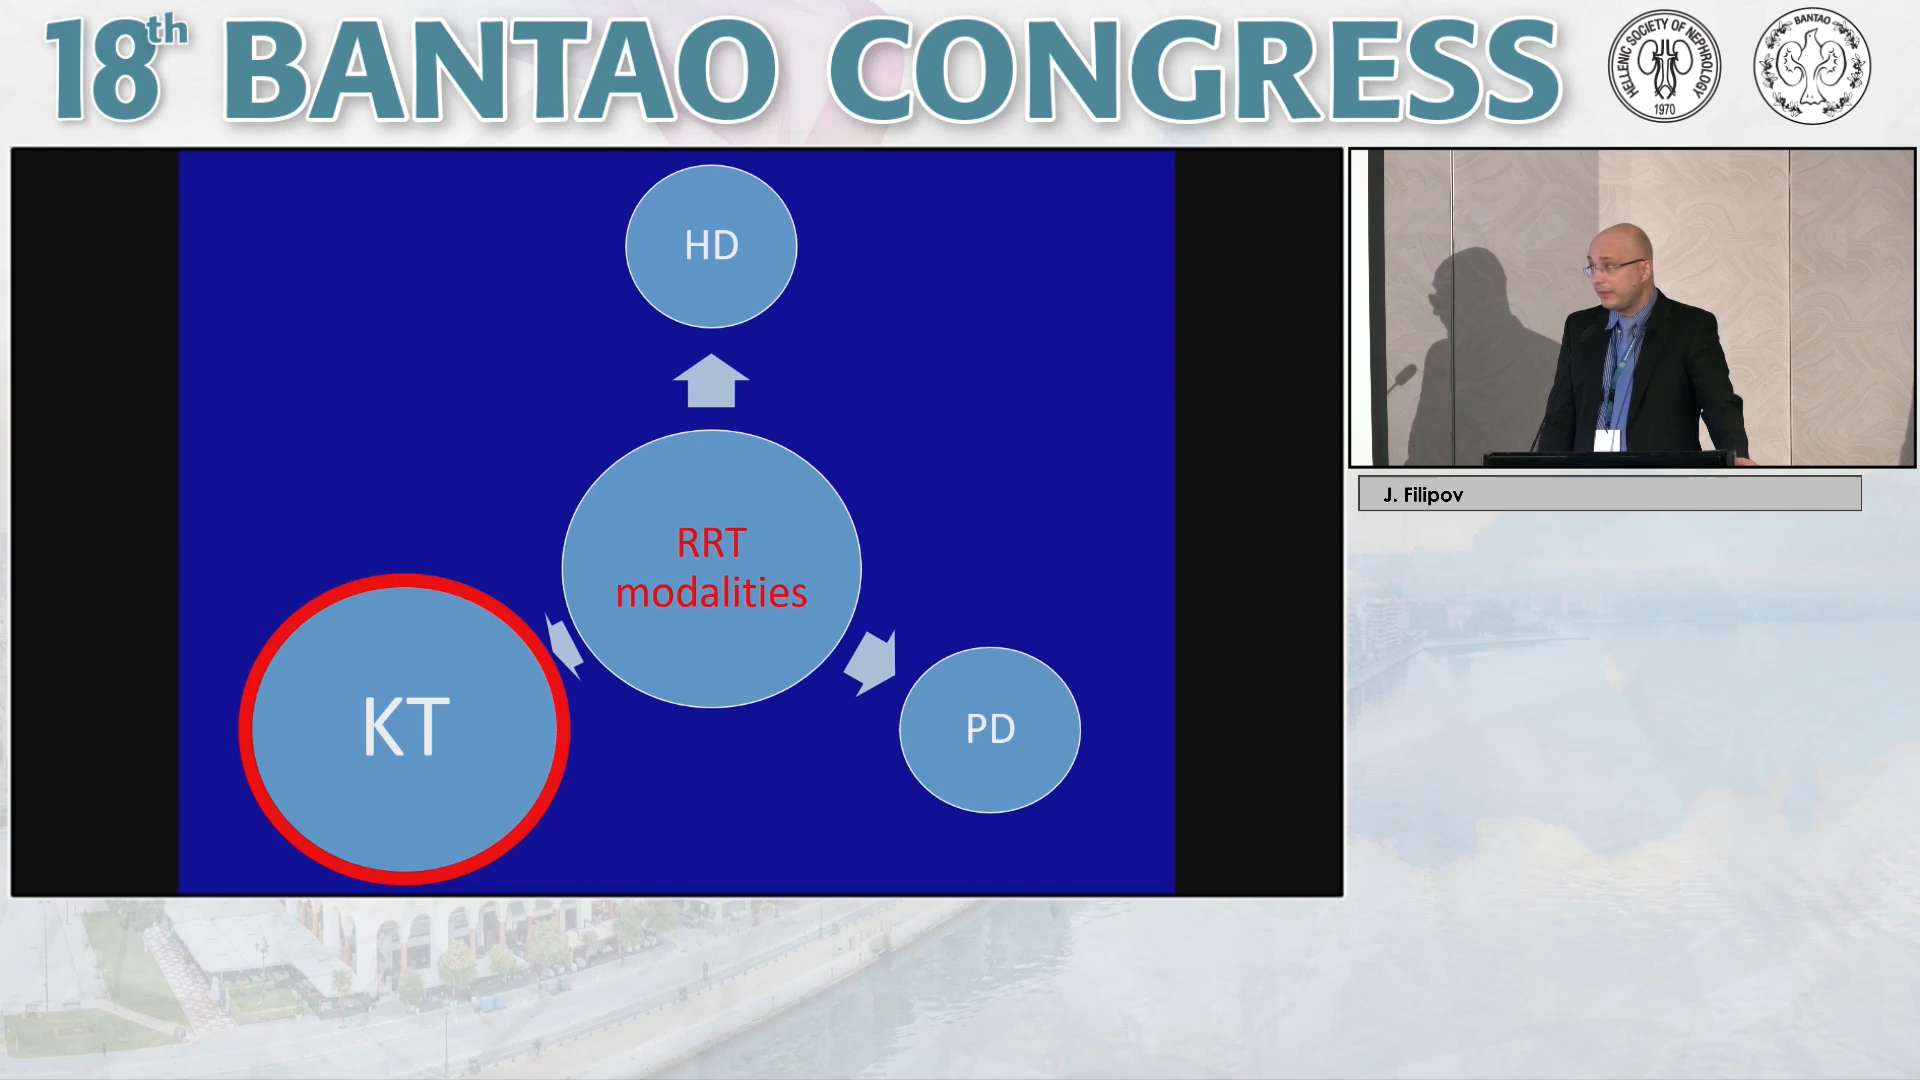 18th BANTAO CONGRESS
HELLENIC SOCIETY OF NEPHROLOGY
1970
BANTAO
HD
RRT
modalities
KT
PD
J. Filipov